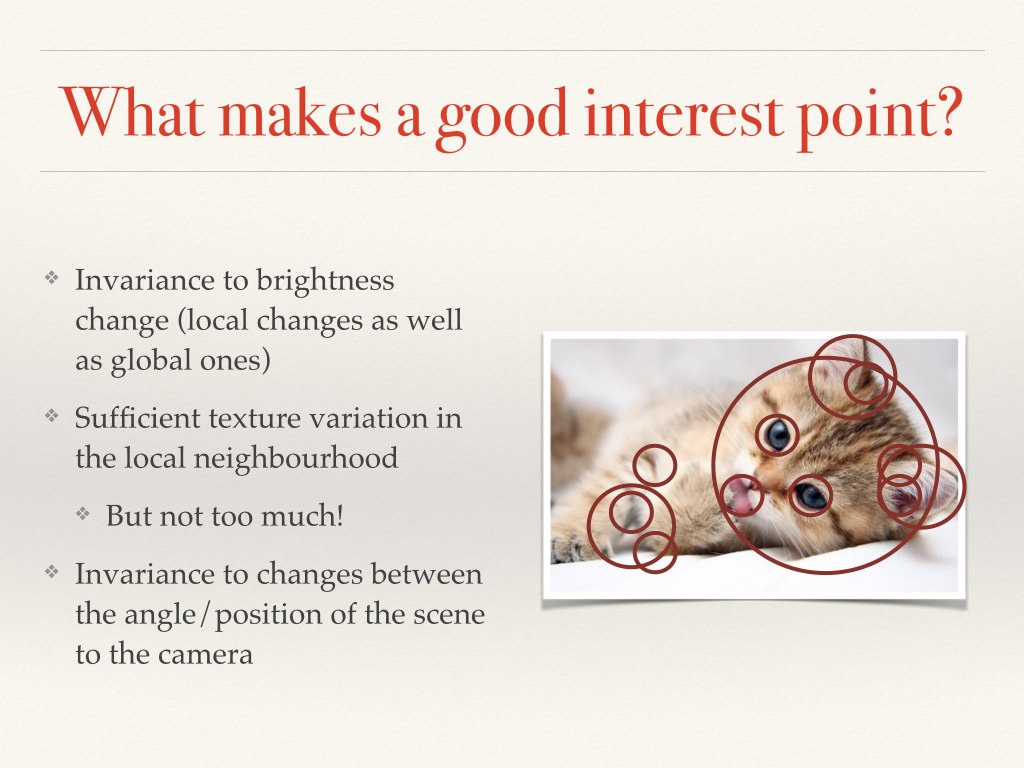 What makes a good interest point?
❖ Invariance to brightness
change (local changes as well
as global ones)
❖ Sufficient texture variation in
the local neighbourhood
❖ But not too much!
❖ Invariance to changes between
the angle/position of the scene
to the camera